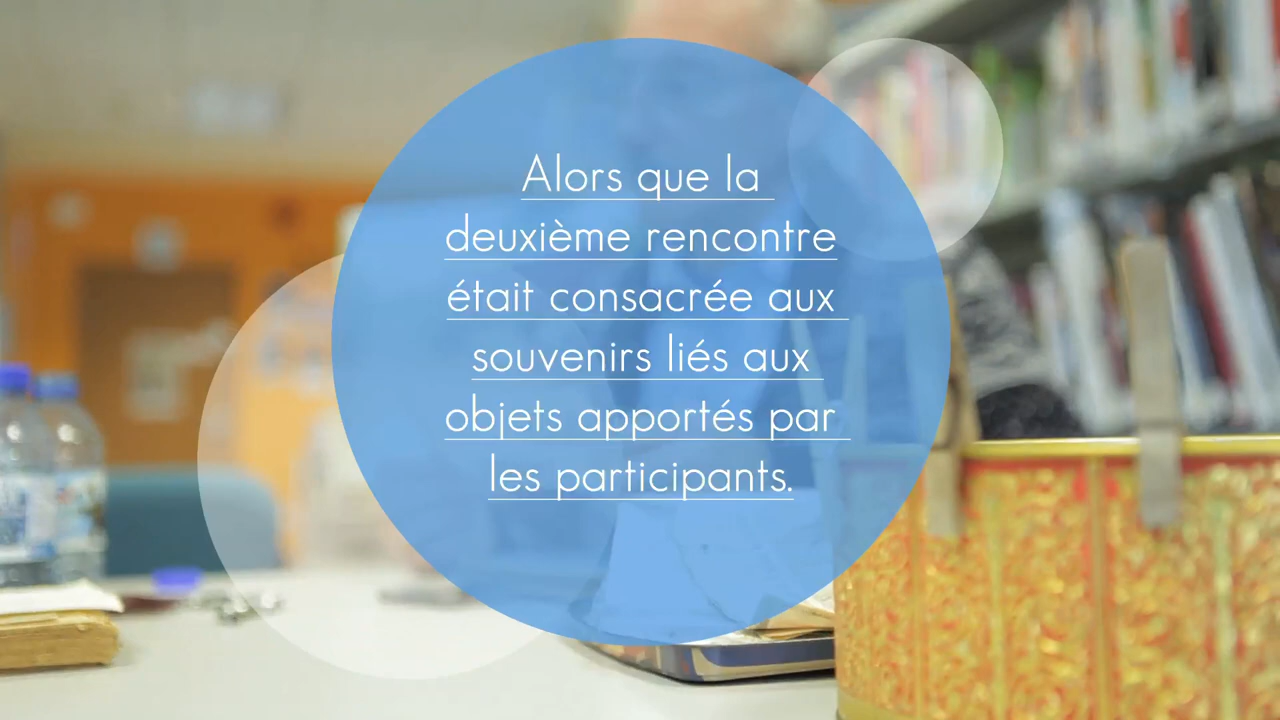 Alors que la
deuxième rencontre
était consacrée aux
souvenirs liés aux
objets apportés par
les participants.